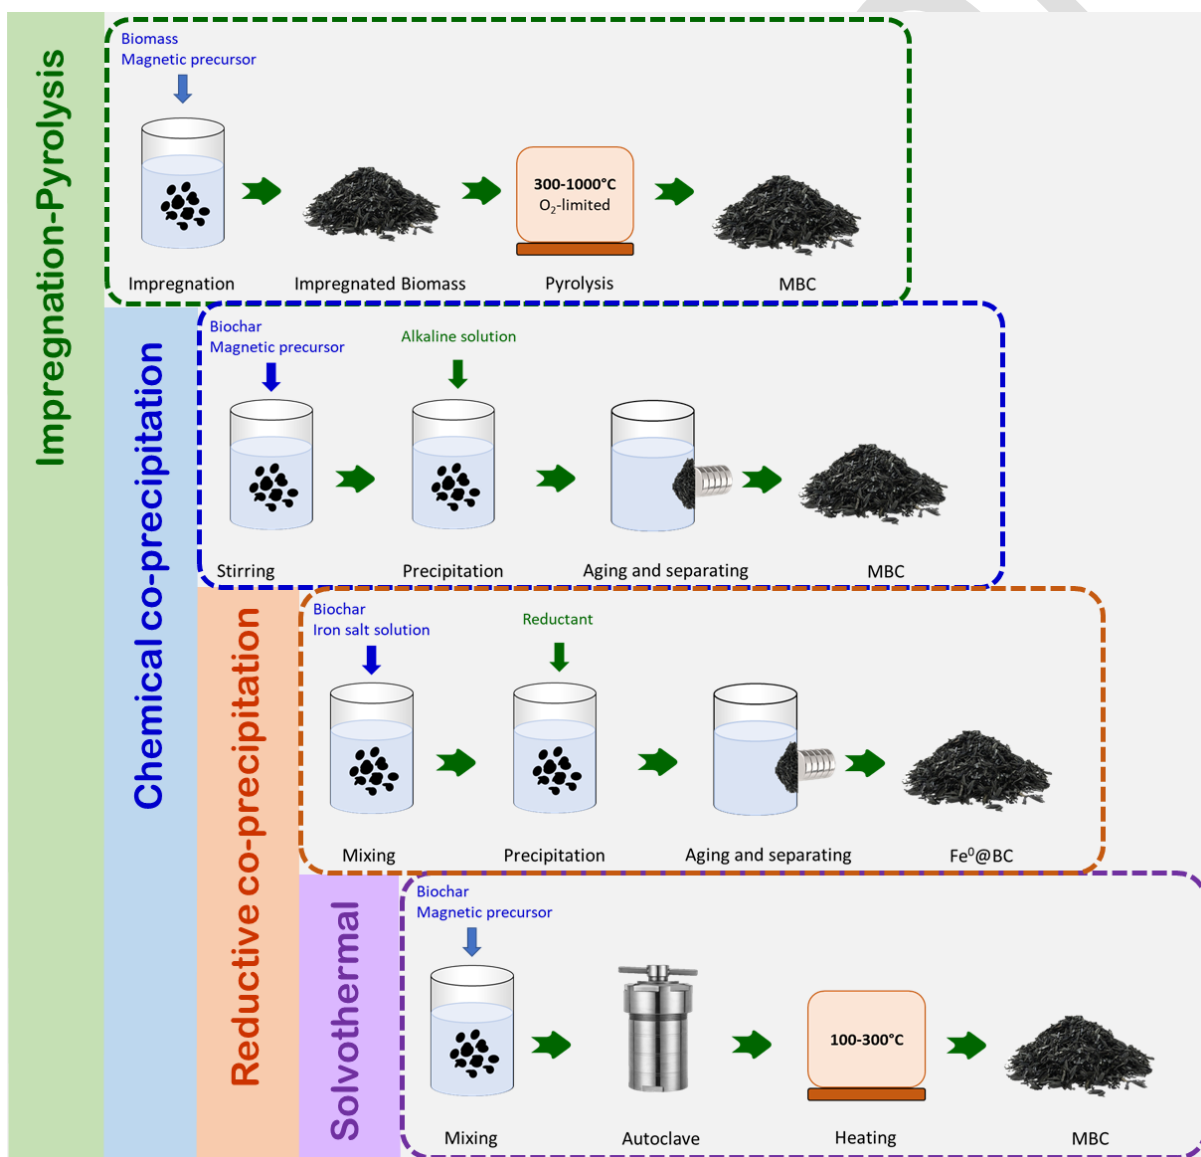 Impregnation-Pyrolysis
Biomass
Magnetic precursor
300-1000°C
O₂-limited
Impregnation
Impregnated Biomass
Pyrolysis
MBC
Chemical co-precipitation
Biochar
Magnetic precursor
Alkaline solution
Stirring
Precipitation
Aging and separating
MBC
Reductive co-precipitation
Biochar
Iron salt solution
Reductant
Mixing
Precipitation
Aging and separating
Fe⁰@BC
Solvothermal
Biochar
Magnetic precursor
100-300°C
Mixing
Autoclave
Heating
MBC